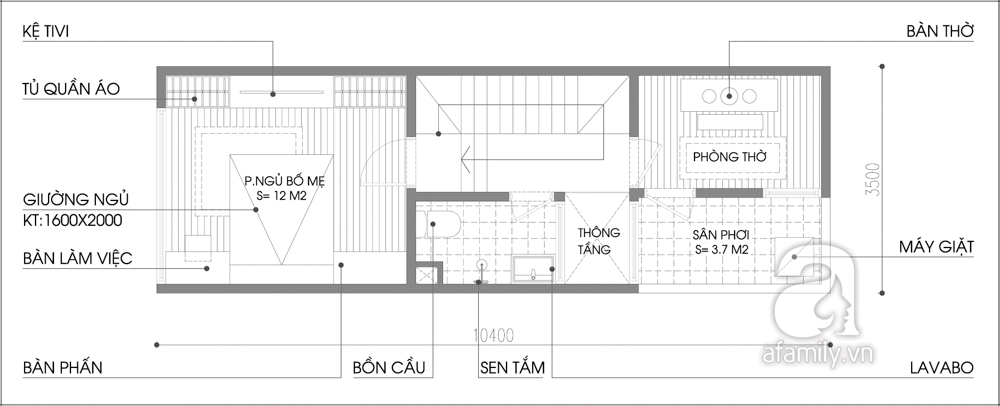 KỆ TIVI
BÀN THỜ
TỦ QUẦN ÁO
PHÒNG THỜ
P.NGỦ BỐ MẸ
S= 12 M2
GIƯỜNG NGỦ
KT:1600X2000
3500
THÔNG
TẦNG
SÂN PHƠI
S= 3.7 M2
BÀN LÀM VIỆC
MÁY GIẶT
10400
a
afamily.vn
BÀN PHẤN
BỒN CẦU
SEN TẮM
LAVABO